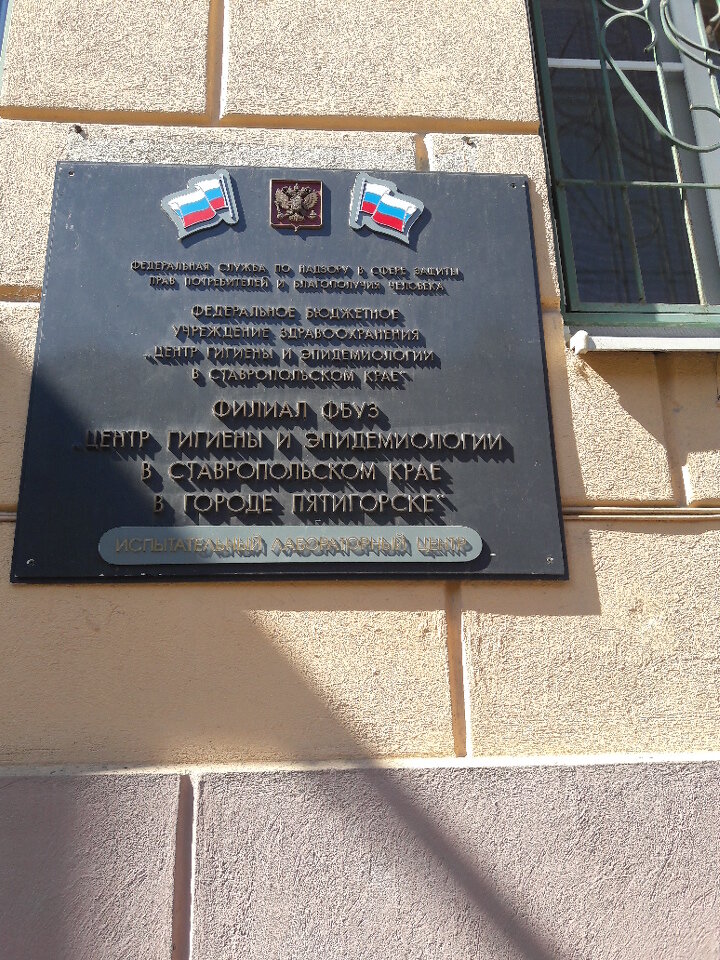 ФЕДЕРАЛЬНАЯ СЛУЖБА ПО НАДЗОРУ В СФЕРЕ ЗАЩИТЫ
ПРАВ ПОТРЕБИТЕЛЕЙ И БЛАГОПОЛУЧИЯ ЧЕЛОВЕКА
ФЕДЕРАЛЬНОЕ БЮДЖЕТНОЕ
УЧРЕЖДЕНИЕ ЗДРАВООХРАНЕНИЯ
„ЦЕНТР ГИГИЕНЫ И ЭПИДЕМИОЛОГИИ
В СТАВРОПОЛЬСКОМ КРАЕ“
ФИЛИАЛ ФБУЗ
„ЦЕНТР ГИГИЕНЫ И ЭПИДЕМИОЛОГИИ
В СТАВРОПОЛЬСКОМ КРАЕ
В ГОРОДЕ ПЯТИГОРСКЕ“
ИСПЫТАТЕЛЬНЫЙ ЛАБОРАТОРНЫЙ ЦЕНТР